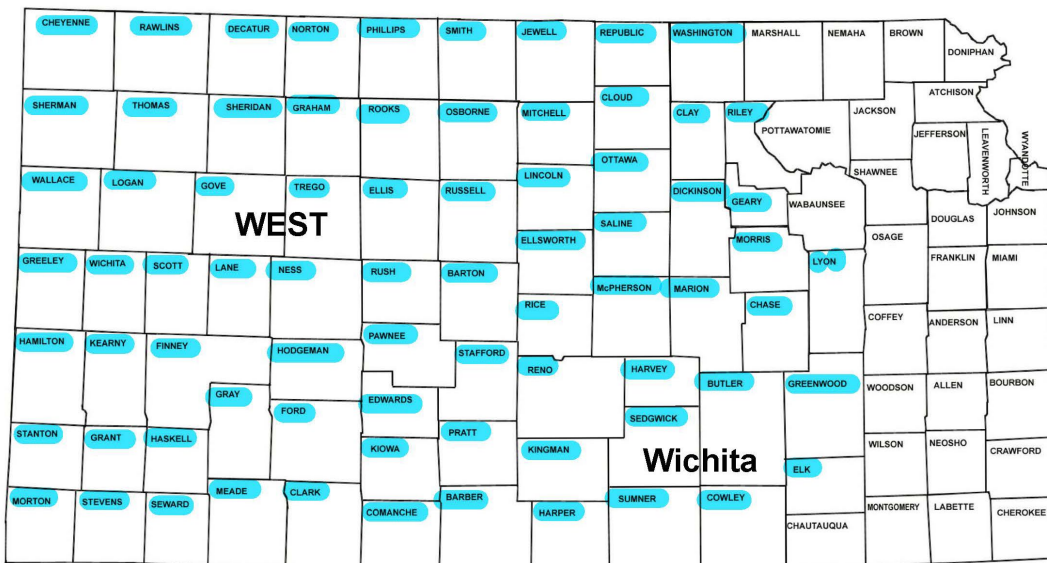 CHEYENNE
RAWLINS
DECATUR
NORTON
PHILLIPS
SMITH
JEWELL
REPUBLIC
WASHINGTON
MARSHALL
NEMAHA
BROWN
DONIPHAN
SHERMAN
THOMAS
SHERIDAN
GRAHAM
ROOKS
OSBORNE
MITCHELL
CLOUD
CLAY
RILEY
POTTAWATOMIE
JACKSON
ATCHISON
JEFFERSON
LEAVENWORTH
WYANDOTTE
WALLACE
LOGAN
GOVE
TREGO
ELLIS
RUSSELL
LINCOLN
OTTAWA
DICKINSON
GEARY
WABAUNSEE
SHAWNEE
DOUGLAS
JOHNSON
WEST
GREELEY
WICHITA
SCOTT
LANE
NESS
RUSH
BARTON
ELLSWORTH
SALINE
MORRIS
LYON
OSAGE
FRANKLIN
MIAMI
RICE
McPHERSON
MARION
CHASE
COFFEY
ANDERSON
LINN
HAMILTON
KEARNY
FINNEY
HODGEMAN
PAWNEE
STAFFORD
RENO
HARVEY
BUTLER
GREENWOOD
WOODSON
ALLEN
BOURBON
GRAY
FORD
EDWARDS
PRATT
SEDGWICK
STANTON
GRANT
HASKELL
KIOWA
KINGMAN
Wichita
ELK
WILSON
NEOSHO
CRAWFORD
MORTON
STEVENS
SEWARD
MEADE
CLARK
COMANCHE
BARBER
HARPER
SUMNER
COWLEY
CHAUTAUQUA
MONTGOMERY
LABETTE
CHEROKEE